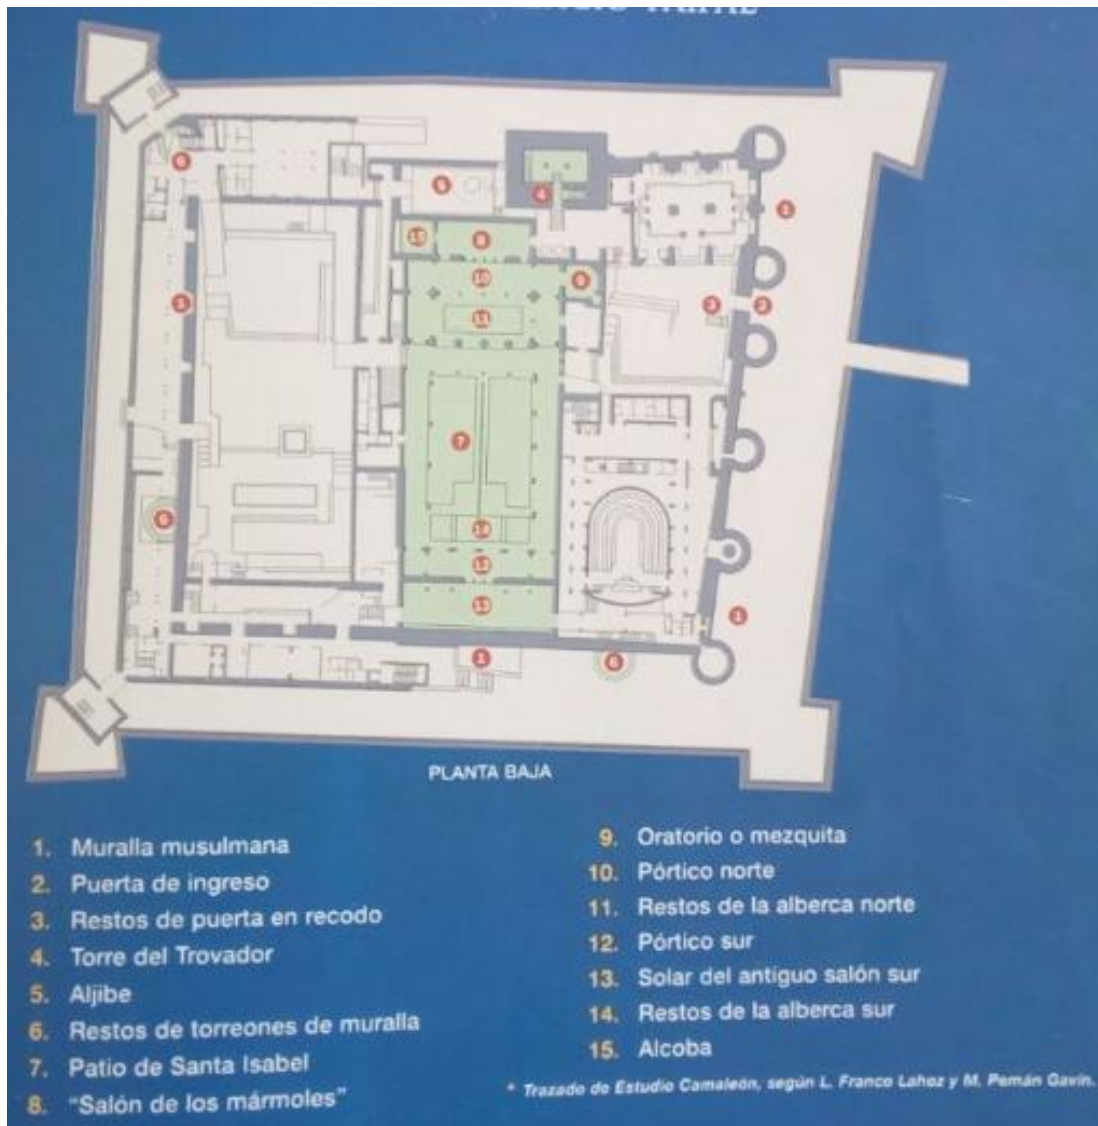 PLANTA BAJA
1. Muralla musulmana
2. Puerta de ingreso
3. Restos de puerta en recodo
4. Torre del Trovador
5. Aljibe
6. Restos de torreones de muralla
7. Patio de Santa Isabel
8. "Salón de los mármoles"
9. Oratorio o mezquita
10. Pórtico norte
11. Restos de la alberca norte
12. Pórtico sur
13. Solar del antiguo salón sur
14. Restos de la alberca sur
15. Alcoba
* Trazado de Estudio Camaleón, según L. Franco Lahoz y M. Pemán Gavín.